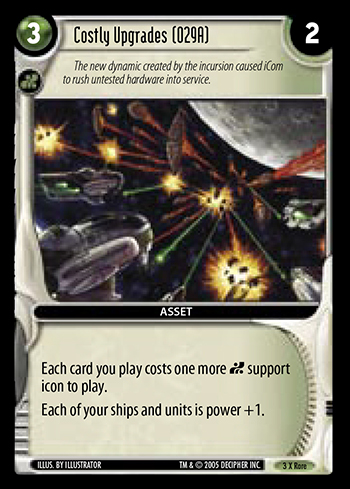 3 Costly Upgrades (029A) 2
The new dynamic created by the incursion caused iCom
to rush untested hardware into service.
ASSET
Each card you play costs one more support
icon to play.
Each of your ships and units is power +1.
ILLUS. BY ILLUSTRATOR TM & © 2005 DECIPHER INC 3 X Rare